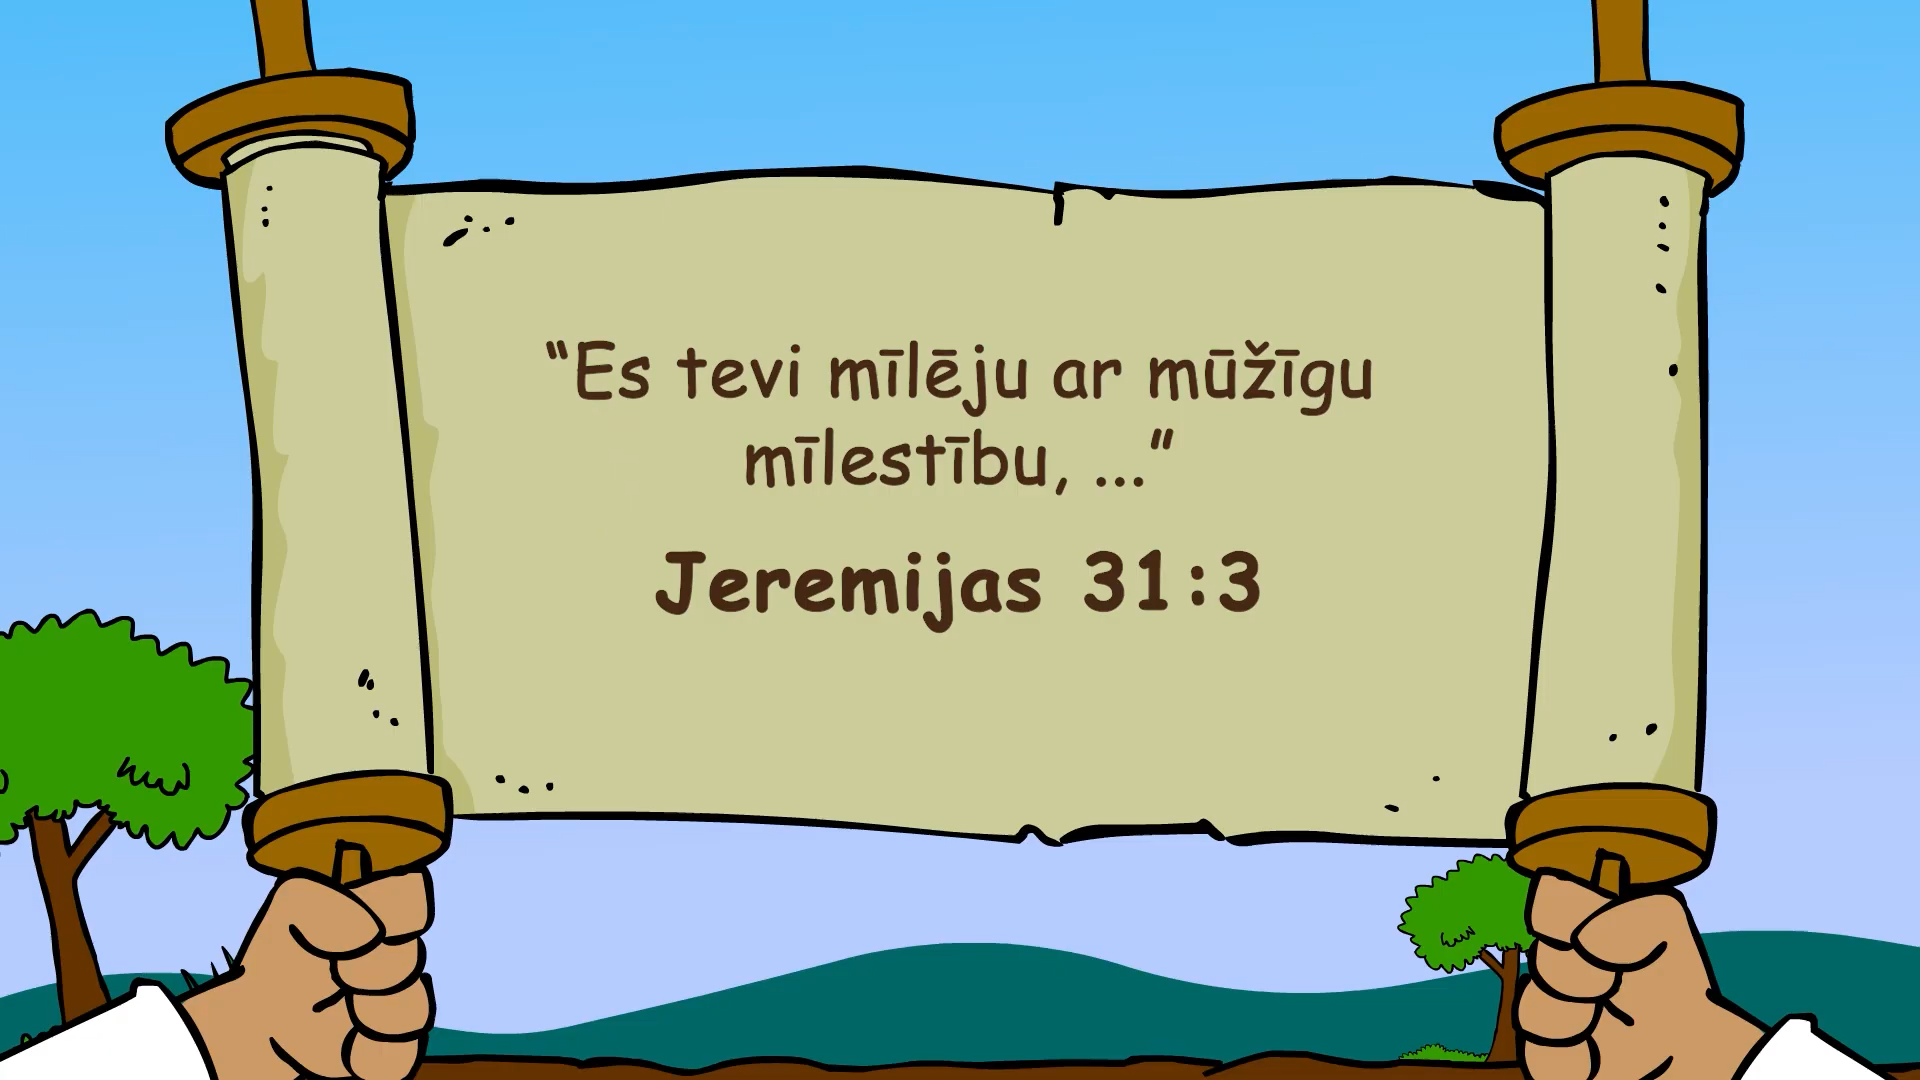 “Es tevi mīlēju ar mūžīgu
mīlestību, ...”
Jeremijas 31:3